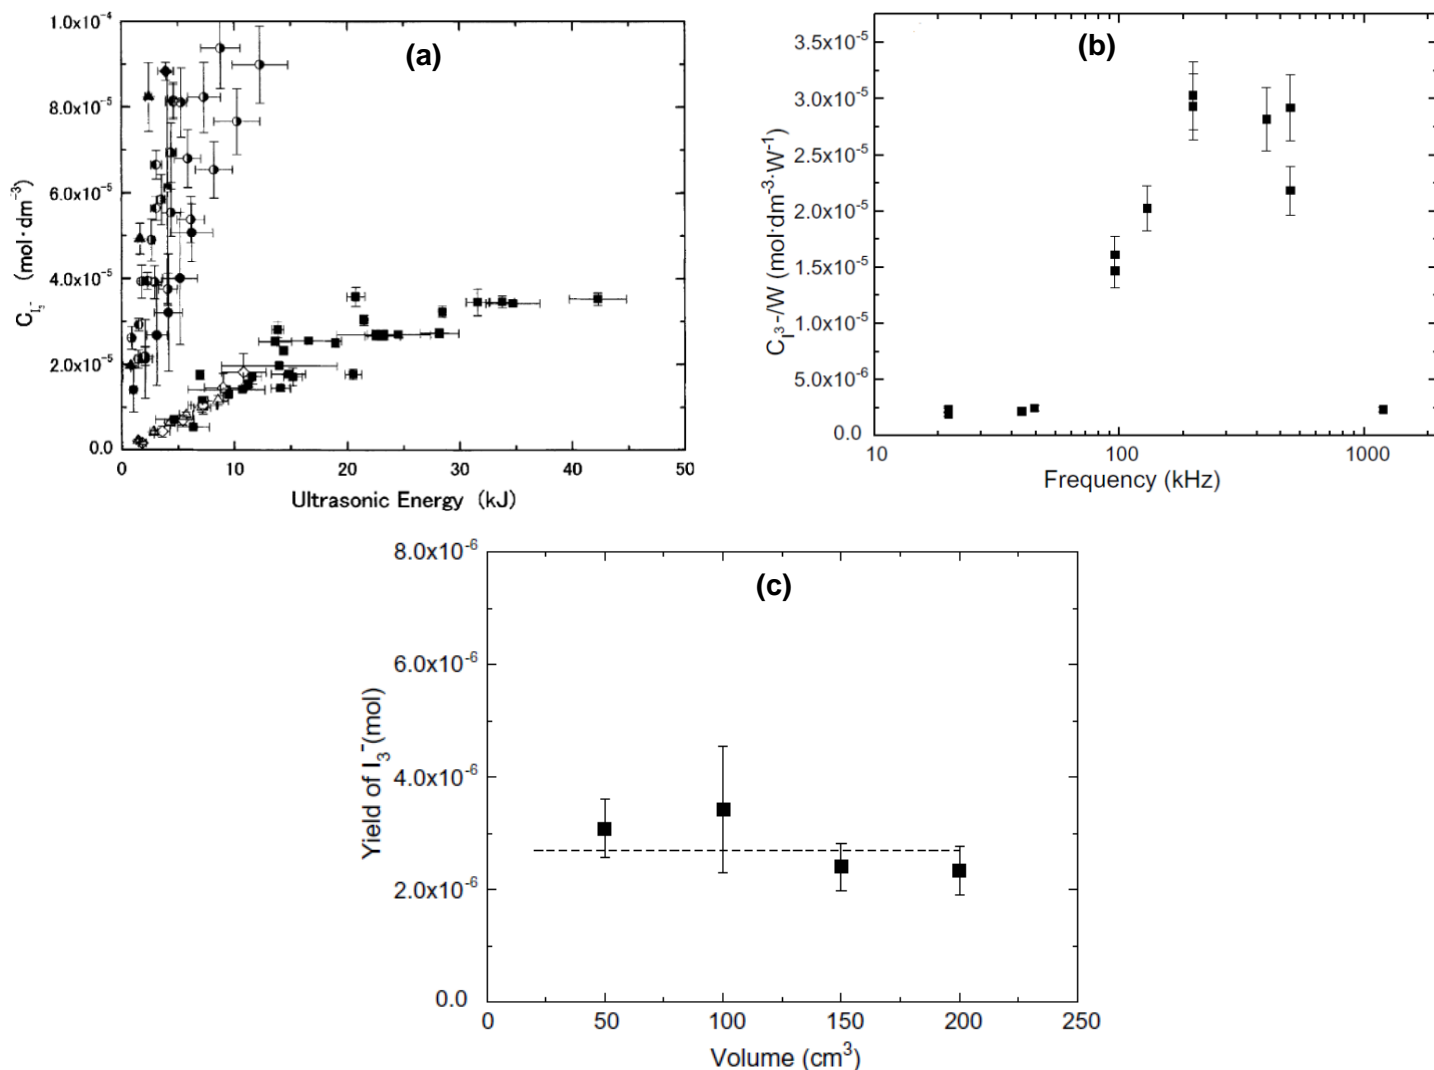 (a)
1.0x10⁻⁴
8.0x10⁻⁵
6.0x10⁻⁵
4.0x10⁻⁵
2.0x10⁻⁵
0.0
C I₃⁻ (mol·dm⁻³)
0 10 20 30 40 50
Ultrasonic Energy (kJ)
(b)
3.5x10⁻⁵
3.0x10⁻⁵
2.5x10⁻⁵
2.0x10⁻⁵
1.5x10⁻⁵
1.0x10⁻⁵
5.0x10⁻⁶
0.0
C I³⁻/W (mol·dm⁻³·W⁻¹)
10 100 1000
Frequency (kHz)
(c)
8.0x10⁻⁶
6.0x10⁻⁶
4.0x10⁻⁶
2.0x10⁻⁶
0.0
Yield of I₃⁻(mol)
0 50 100 150 200 250
Volume (cm³)